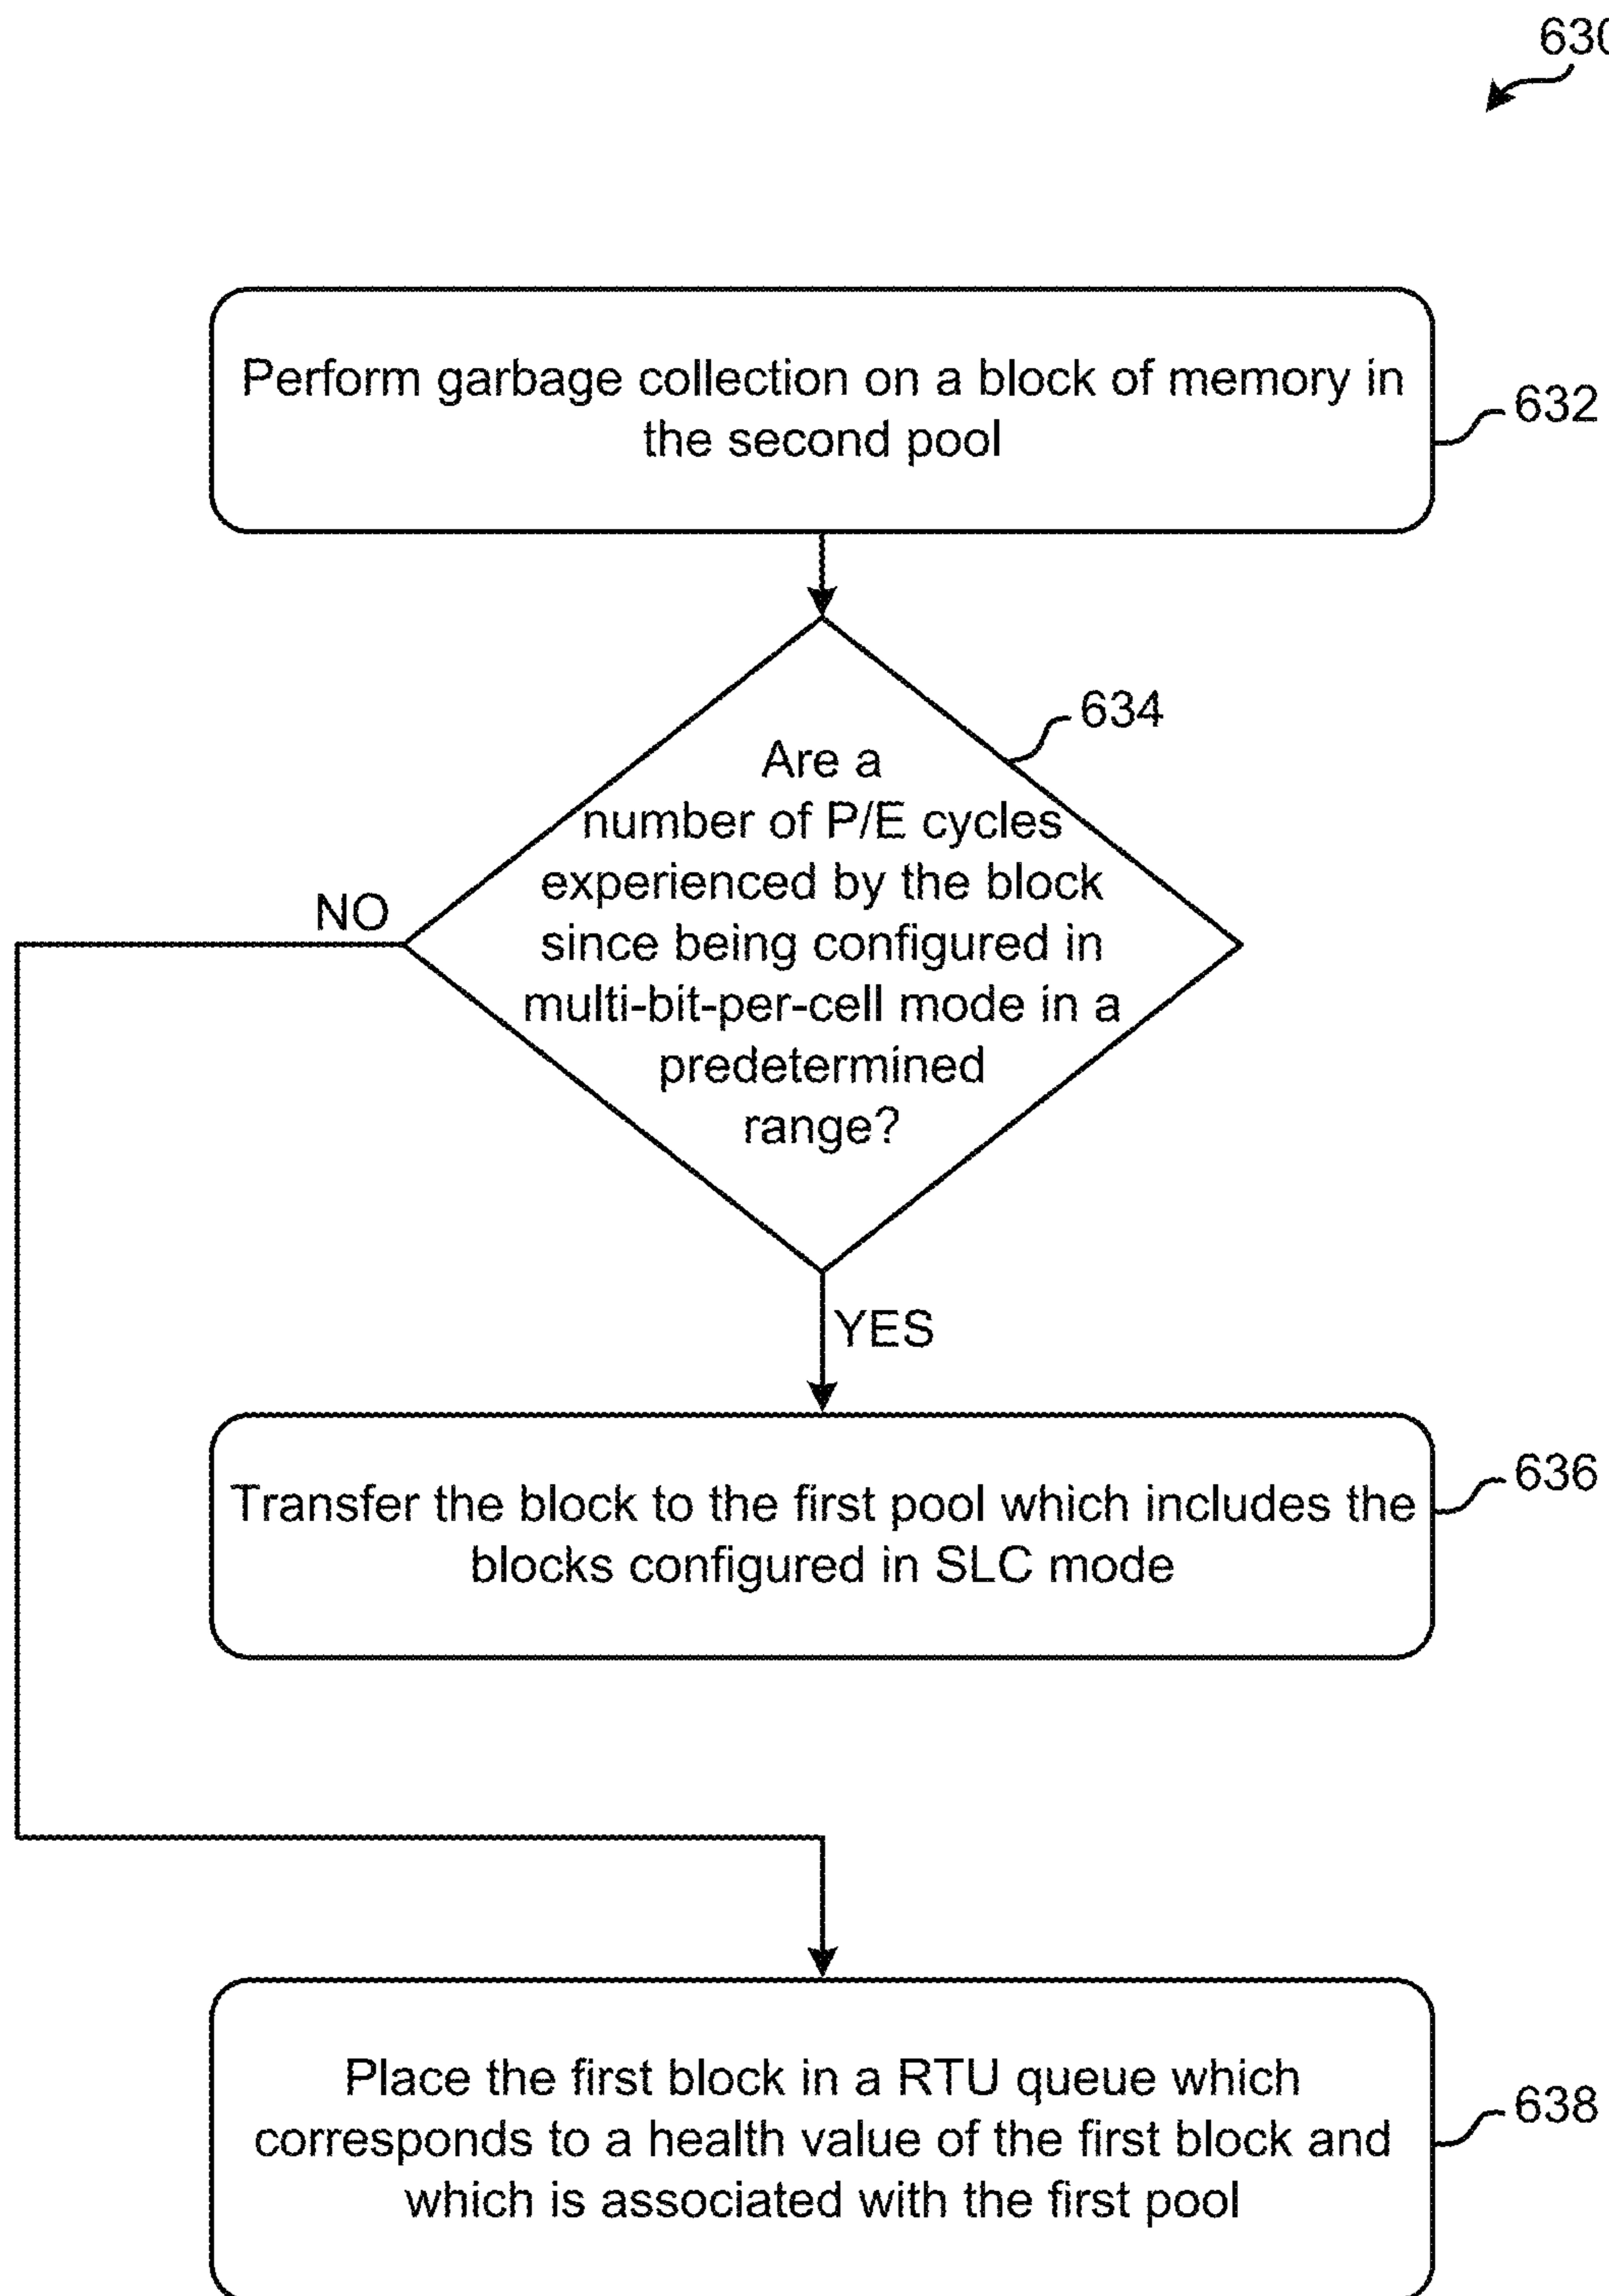 630
Perform garbage collection on a block of memory in
the second pool
632
634
Are a
number of P/E cycles
experienced by the block
since being configured in
multi-bit-per-cell mode in a
predetermined
range?
NO
YES
Transfer the block to the first pool which includes the
blocks configured in SLC mode
636
Place the first block in a RTU queue which
corresponds to a health value of the first block and
which is associated with the first pool
638